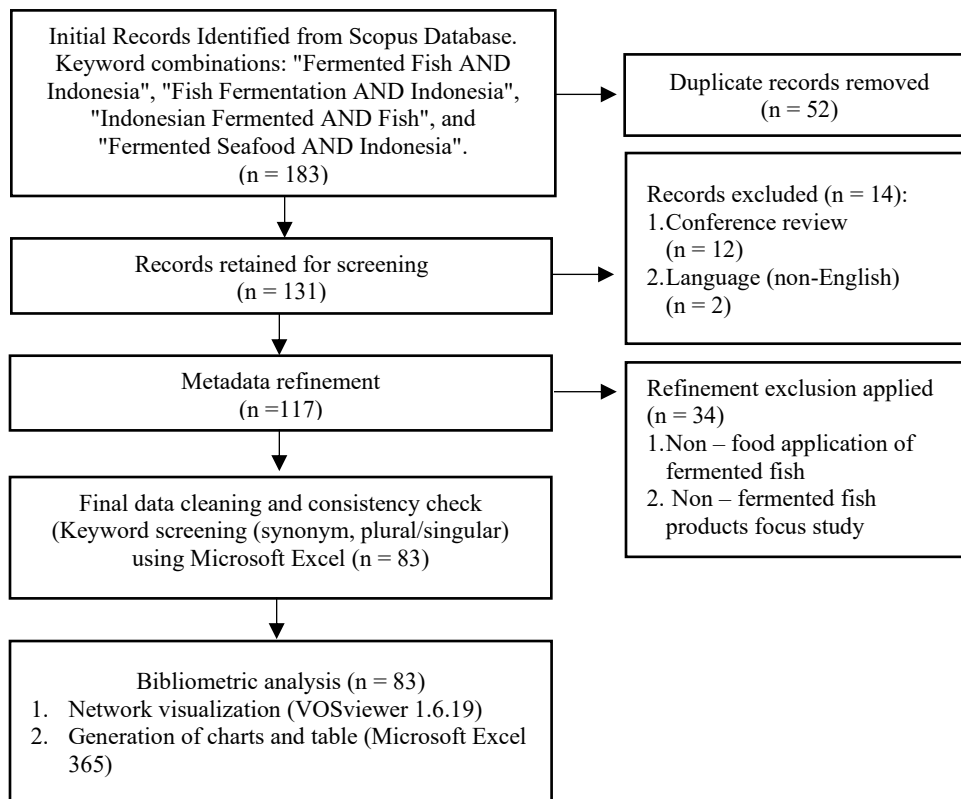 Initial Records Identified from Scopus Database.
Keyword combinations: "Fermented Fish AND
Indonesia", "Fish Fermentation AND Indonesia",
"Indonesian Fermented AND Fish", and
"Fermented Seafood AND Indonesia".
(n = 183)
Duplicate records removed
(n = 52)
Records retained for screening
(n = 131)
Records excluded (n = 14):
1.Conference review
(n = 12)
2.Language (non-English)
(n = 2)
Metadata refinement
(n =117)
Refinement exclusion applied
(n = 34)
1.Non – food application of
fermented fish
2. Non – fermented fish
products focus study
Final data cleaning and consistency check
(Keyword screening (synonym, plural/singular)
using Microsoft Excel (n = 83)
Bibliometric analysis (n = 83)
1. Network visualization (VOSviewer 1.6.19)
2. Generation of charts and table (Microsoft Excel
365)